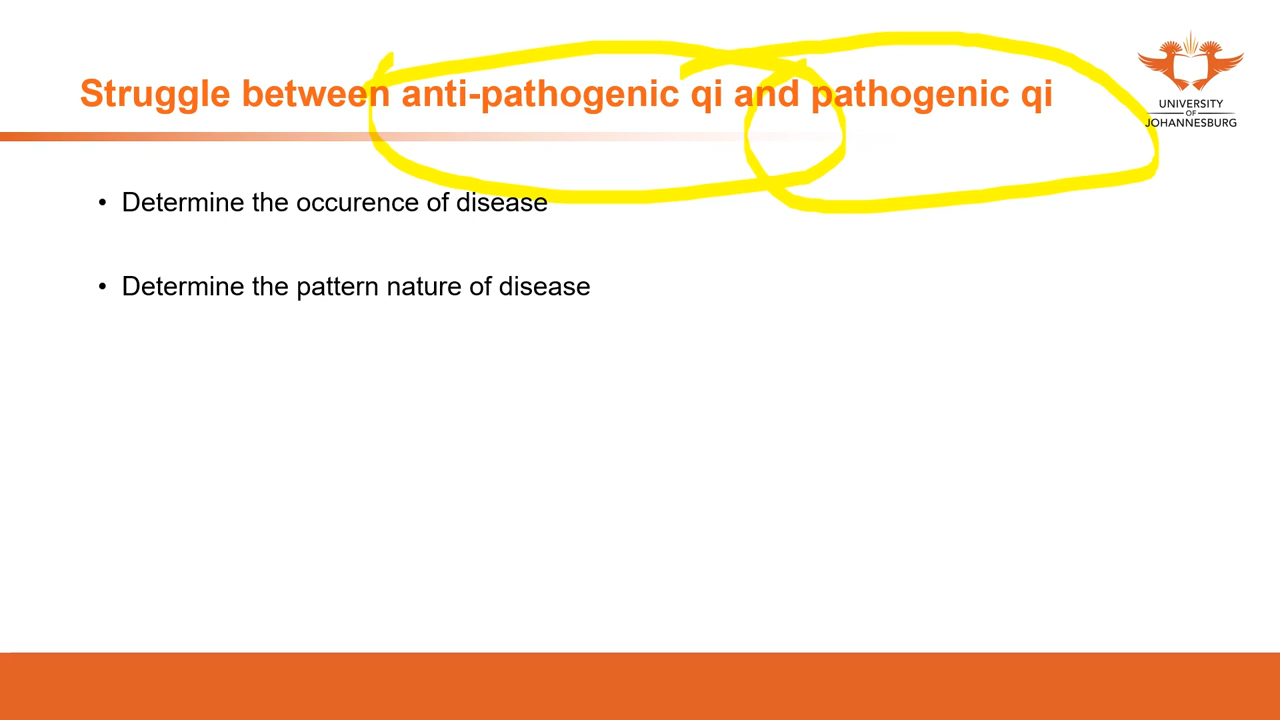 Struggle between anti-pathogenic qi and pathogenic qi
UNIVERSITY
OF
JOHANNESBURG
• Determine the occurence of disease
• Determine the pattern nature of disease